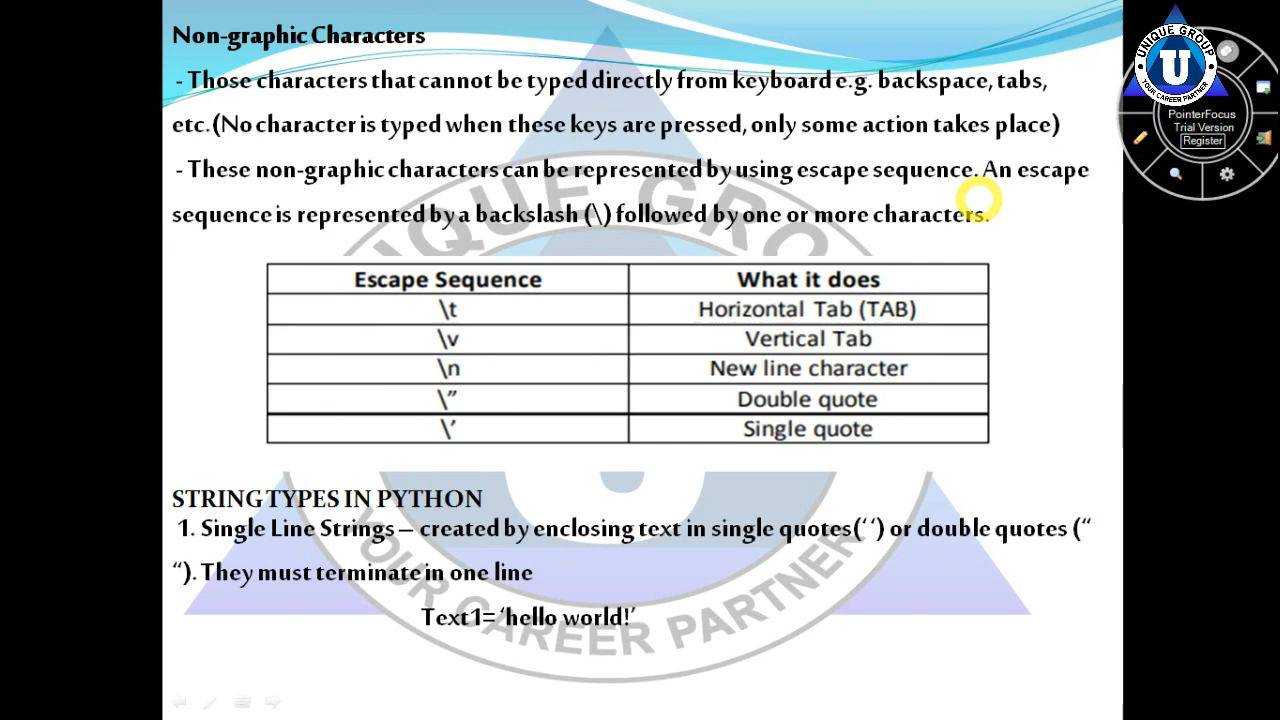 Non-graphic Characters
- Those characters that cannot be typed directly from keyboard e.g. backspace, tabs,
etc.(No character is typed when these keys are pressed, only some action takes place)
- These non-graphic characters can be represented by using escape sequence. An escape
sequence is represented by a backslash (\) followed by one or more characters.
Escape Sequence What it does
\t Horizontal Tab (TAB)
\v Vertical Tab
\n New line character
\” Double quote
\’ Single quote
STRING TYPES IN PYTHON
1. Single Line Strings – created by enclosing text in single quotes(‘ ‘) or double quotes (“
“). They must terminate in one line
Text1= ‘hello world!’
UNIQUE GROUP
U
YOUR CAREER PARTNER
PointerFocus
Trial Version
Register
YOUR CAREER PARTNER